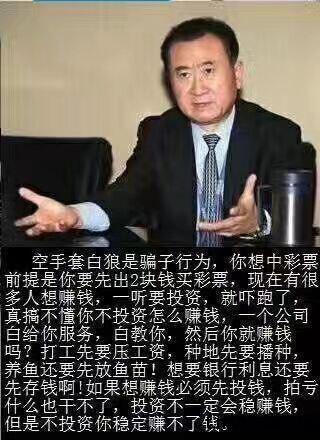 空手套白狼是骗子行为，你想中彩票
前提是你要先出2块钱买彩票，现在有很
多人想赚钱，一听要投资，就吓跑了，
真搞不懂你不投资怎么赚钱，一个公司
白给你服务，白教你，然后你就赚钱
吗？打工先要压工资，种地先要播种，
养鱼还要先放鱼苗！想要银行利息还要
先存钱啊!如果想赚钱必须先投钱，怕亏
什么也干不了，投资不一定会稳赚钱，
但是不投资你稳定赚不了钱。